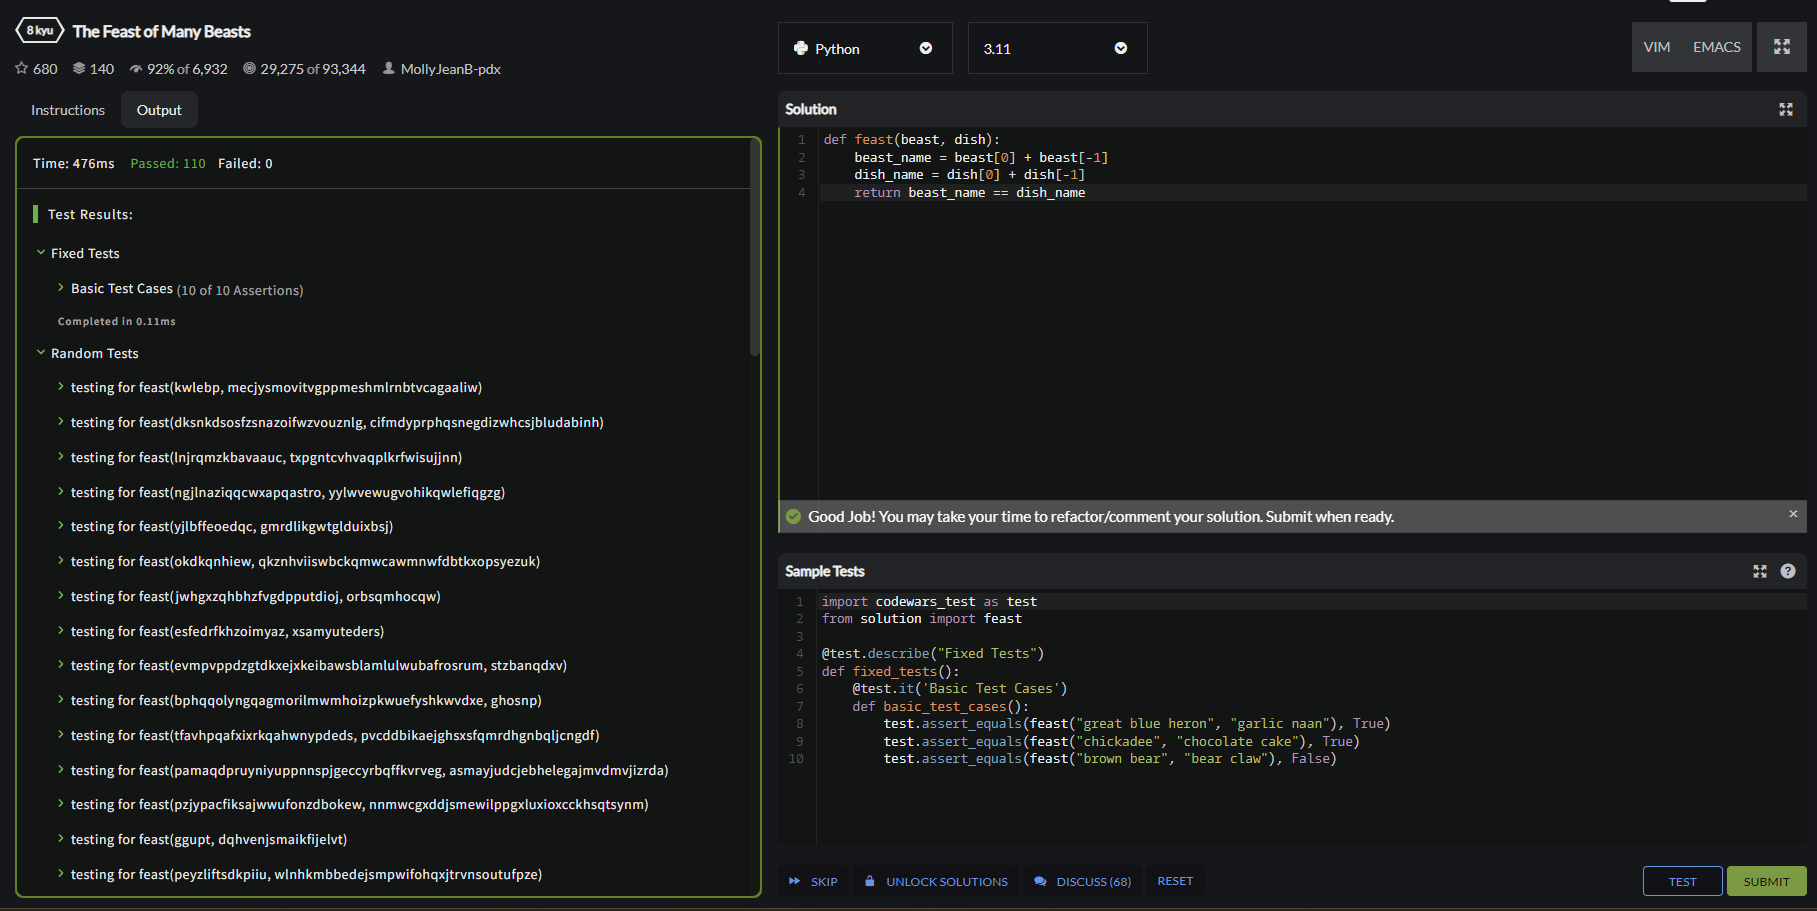 8 kyu The Feast of Many Beasts
680 140 92% of 6,932 29,275 of 93,344 MollyJeanB-pdx
Instructions Output
Time: 476ms Passed: 110 Failed: 0
Test Results:
Fixed Tests
Basic Test Cases (10 of 10 Assertions)
Completed in 0.11ms
Random Tests
testing for feast(kwlebp, mecjysmovitvgppmeshmlrnbtvcagaaliw)
testing for feast(dksnkdsosfzsnazoifwzvouznlg, cifmdyprphqsnegdizwhcsjbludabinh)
testing for feast(lnjrqmzkbavaauc, txpgntcvhvaqplkrfwisujjnn)
testing for feast(ngjlnaziqqcwxapqastro, yylwvewugvohikqwlefiqgzg)
testing for feast(yjlbffeoedqc, gmrdlikgwtglduixbsj)
testing for feast(okdkqnhiew, qkznhviiswbckqmwcawmnwfdbtkxopsyezuk)
testing for feast(jwhgxzqhbhzfvgdpputdioj, orbsqmhocqw)
testing for feast(esfedrfkhzoimyaz, xsamyuteders)
testing for feast(evmpvppdzgtdkxejxkeibawsblamlulwubafrosrum, stzbanqdxv)
testing for feast(bphqqolyngqagmorilmwmhoizpkwuefyshkwvdxe, ghosnp)
testing for feast(tfavhpqafxixrkqahwnypdeds, pvcddbikaejghsxsfqmrdhgnbqljcngdf)
testing for feast(pamaqdpruyniyuppnnspjgeccyrbqffkvrveg, asmayjudcjebhelegajmvdmvjizrda)
testing for feast(pzjypacfiksajwwufonzdbokew, nnmwcgxddjsmewilppgxluxioxcckhsqtsynm)
testing for feast(ggupt, dqhvenjsmaikfijelvt)
testing for feast(peyzliftsdkpiiu, wlnhkmbbedejsmpwifohqxjtrvnsoutufpze)
Python 3.11 VIM EMACS
Solution
1 def feast(beast, dish):
2 beast_name = beast[0] + beast[-1]
3 dish_name = dish[0] + dish[-1]
4 return beast_name == dish_name
Good Job! You may take your time to refactor/comment your solution. Submit when ready. ×
Sample Tests ?
1 import codewars_test as test
2 from solution import feast
3
4 @test.describe("Fixed Tests")
5 def fixed_tests():
6 @test.it('Basic Test Cases')
7 def basic_test_cases():
8 test.assert_equals(feast("great blue heron", "garlic naan"), True)
9 test.assert_equals(feast("chickadee", "chocolate cake"), True)
10 test.assert_equals(feast("brown bear", "bear claw"), False)
SKIP UNLOCK SOLUTIONS DISCUSS (68) RESET TEST SUBMIT